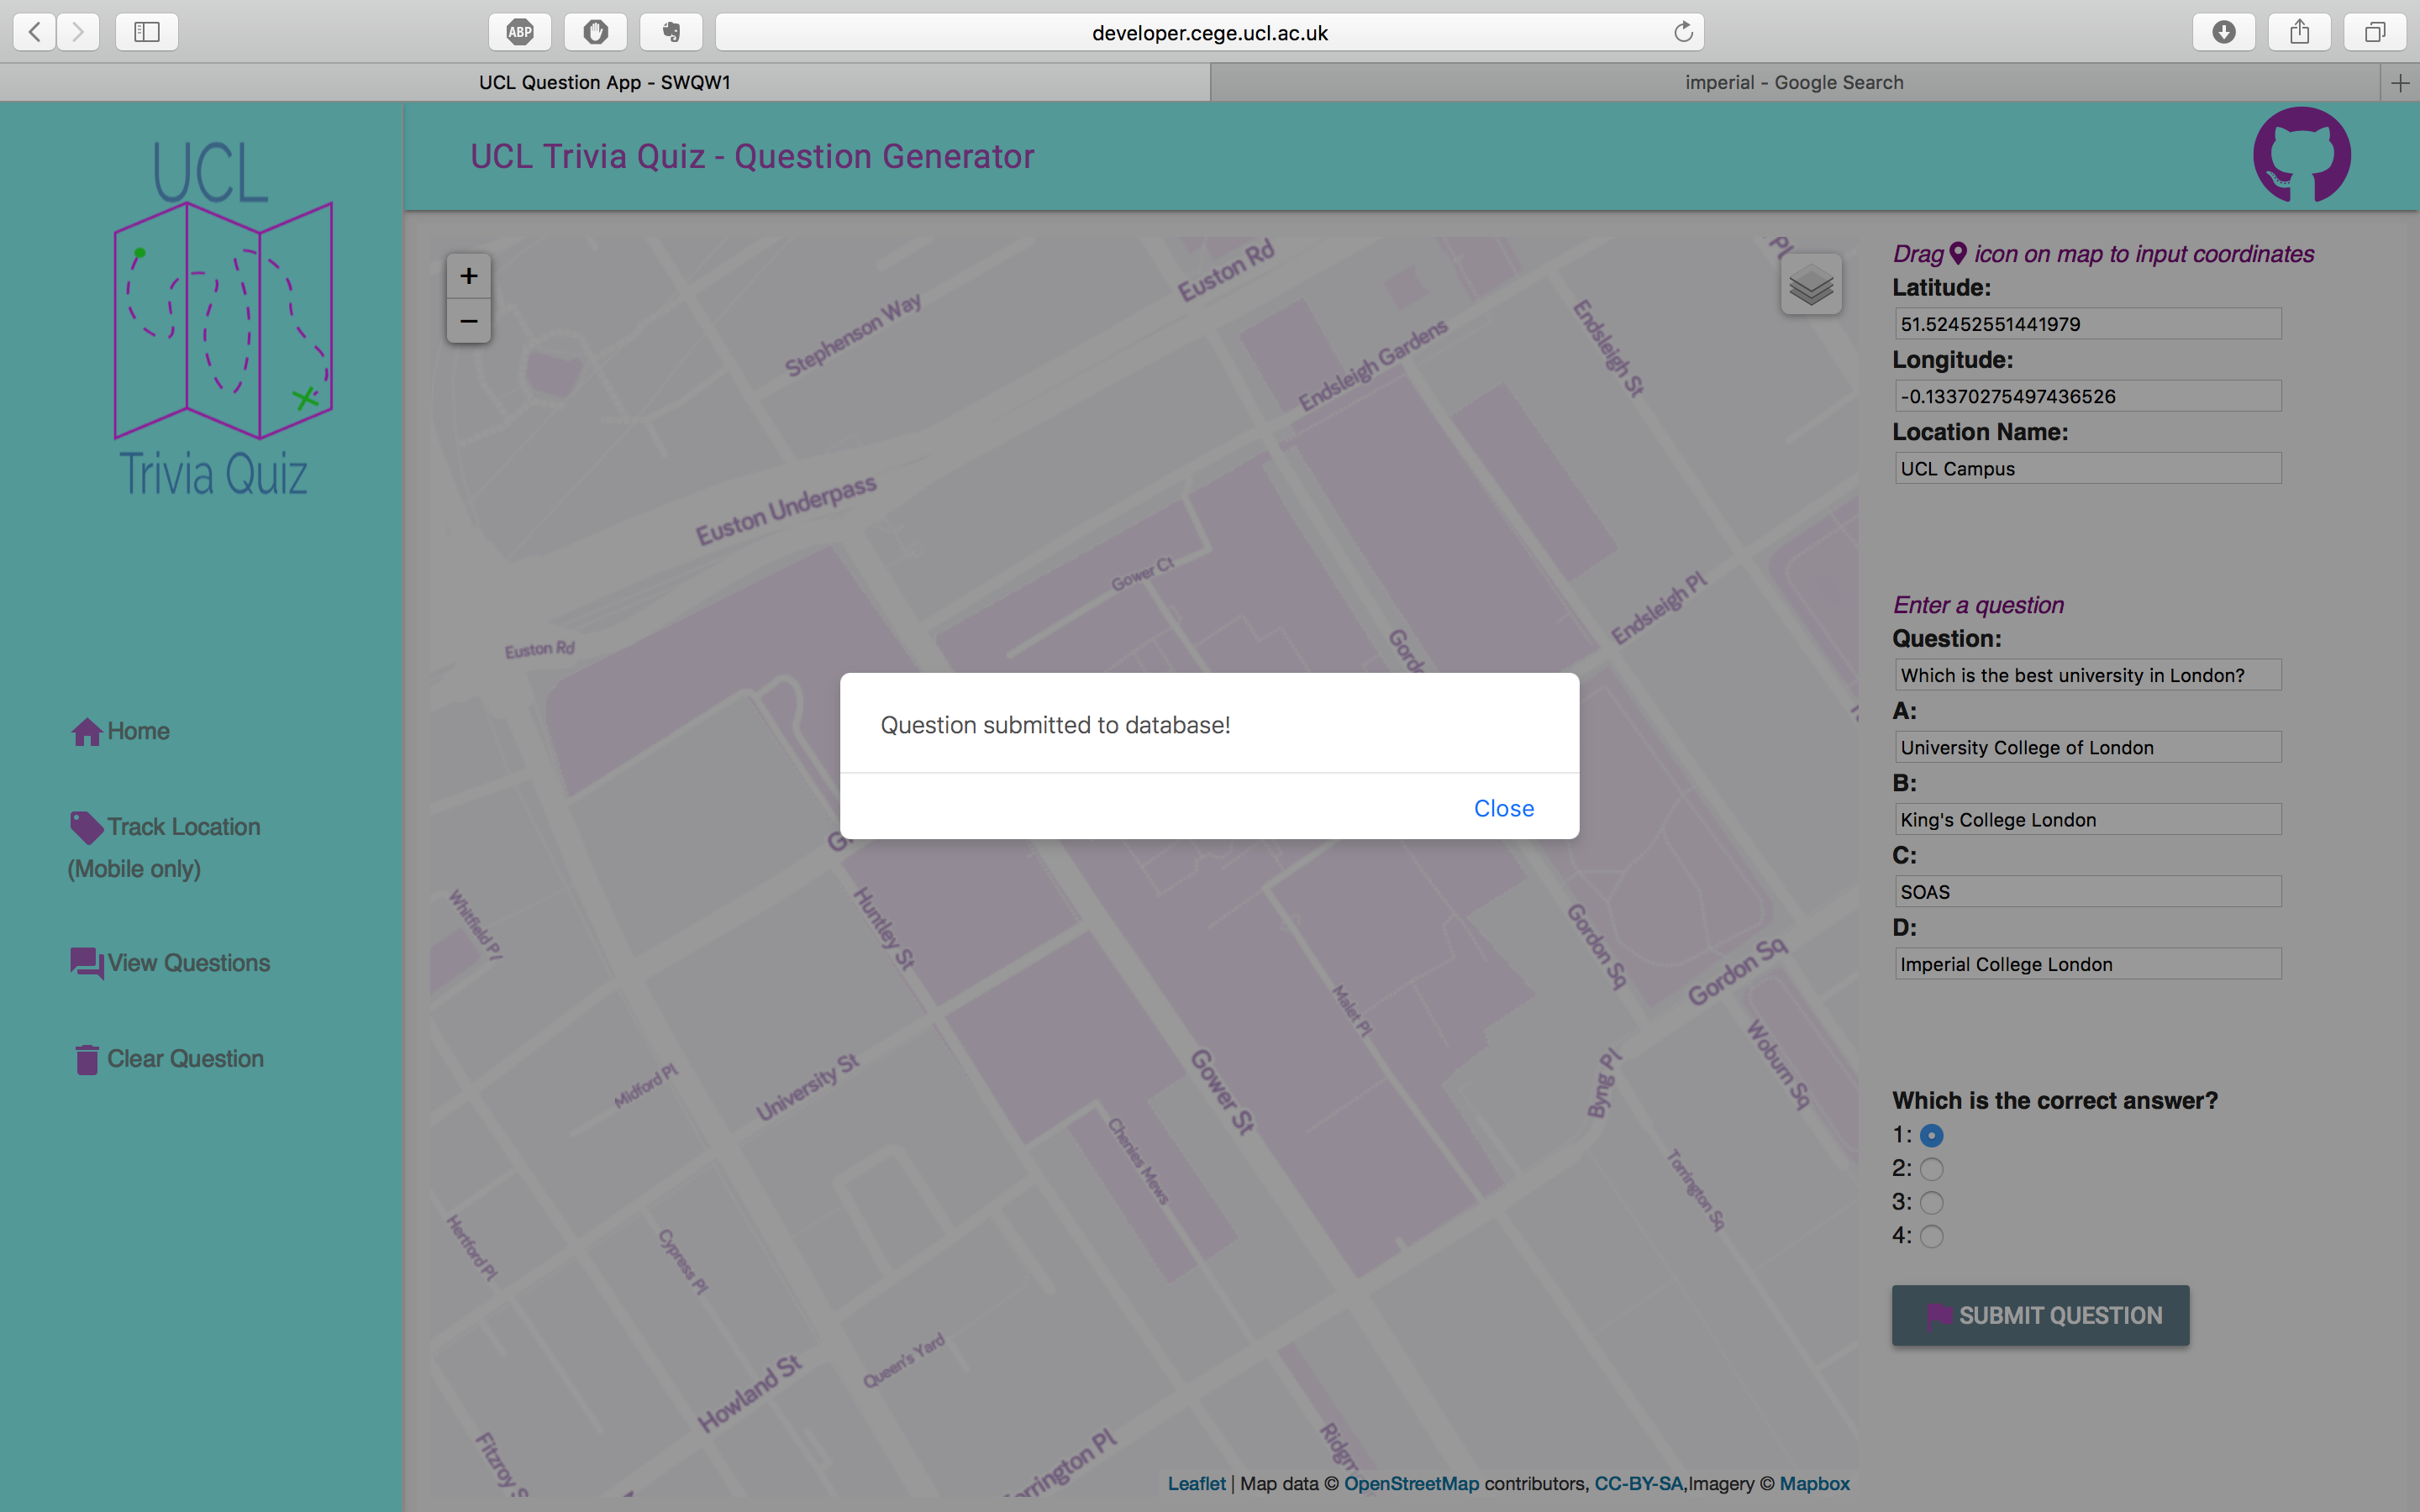 ABP
developer.cege.ucl.ac.uk
UCL Question App - SWQW1
imperial - Google Search
UCL
Trivia Quiz
Home
Track Location
(Mobile only)
View Questions
Clear Question
UCL Trivia Quiz - Question Generator
+
−
Euston Rd
Stephenson Way
Endsleigh Gardens
Endsleigh St
Pl
Euston Underpass
Gower Ct
Endsleigh Pl
Euston Rd
Gord
Question submitted to database!
Close
G
Whitfield Pl
Huntley St
Gordon Sq
Gordon Sq
Malet Pl
Woburn Sq
Midford Pl
University St
Gower St
Byng Pl
Chenies Mews
Torrington Sq
Hertford Pl
Cypress Pl
Queen's Yard
Howland St
Fitzroy S
orrington Pl
Ridgm
Leaflet | Map data © OpenStreetMap contributors, CC-BY-SA,Imagery © Mapbox
Drag icon on map to input coordinates
Latitude:
51.52452551441979
Longitude:
-0.13370275497436526
Location Name:
UCL Campus
Enter a question
Question:
Which is the best university in London?
A:
University College of London
B:
King's College London
C:
SOAS
D:
Imperial College London
Which is the correct answer?
1:
2:
3:
4:
SUBMIT QUESTION